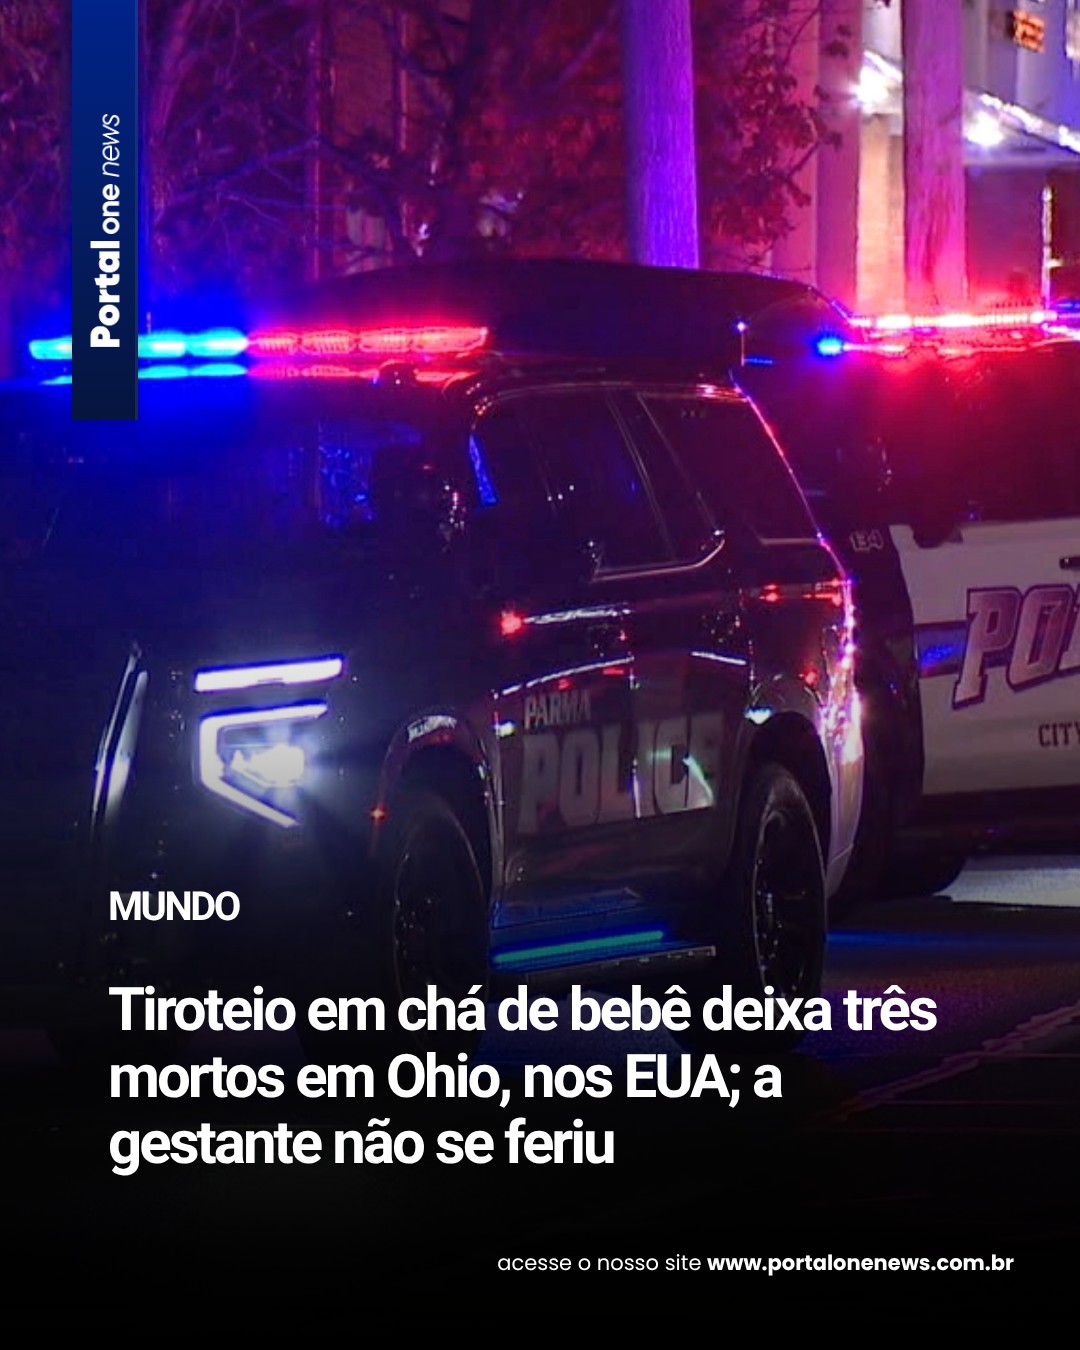 Portal one news
134
PARMA
POLICE
CITY
MUNDO
Tiroteio em chá de bebê deixa três
mortos em Ohio, nos EUA; a
gestante não se feriu
acesse o nosso site www.portalonenews.com.br